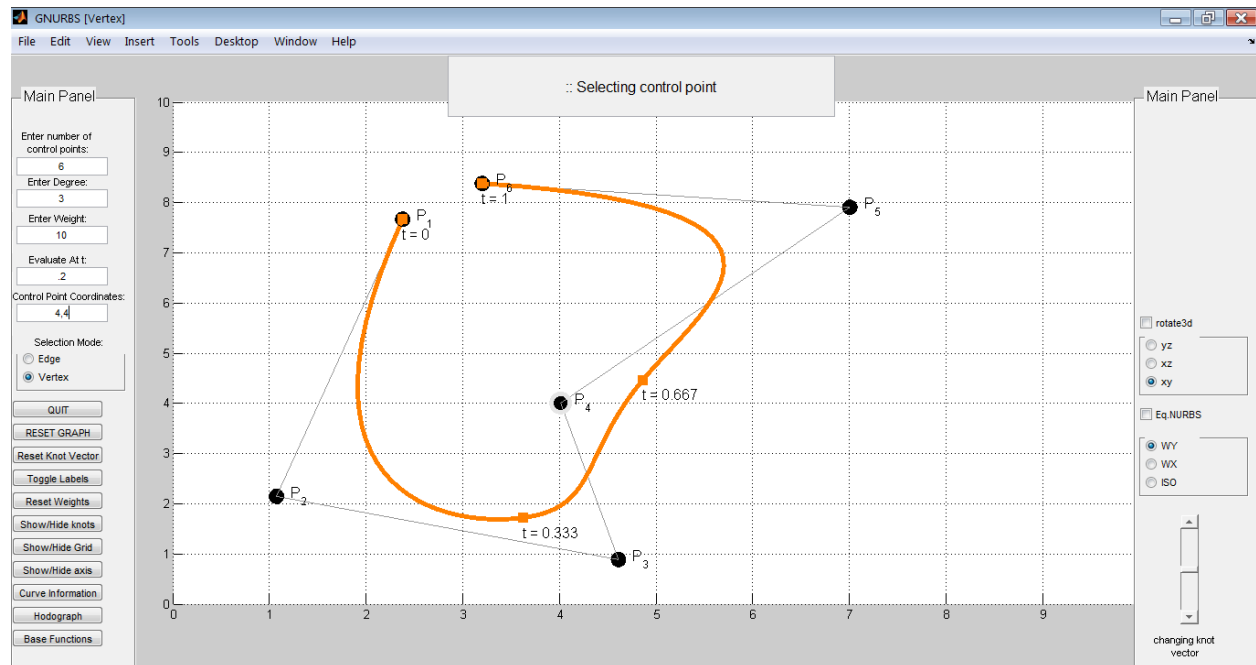 GNURBS [Vertex]
File Edit View Insert Tools Desktop Window Help
:: Selecting control point
Main Panel
Enter number of
control points:
6
Enter Degree:
3
Enter Weight:
10
Evaluate At t:
.2
Control Point Coordinates:
4,4
Selection Mode:
Edge
Vertex
QUIT
RESET GRAPH
Reset Knot Vector
Toggle Labels
Reset Weights
Show/Hide knots
Show/Hide Grid
Show/Hide axis
Curve Information
Hodograph
Base Functions
10
9
8
7
6
5
4
3
2
1
0
0 1 2 3 4 5 6 7 8 9
P6
t = 1
P5
P1
t = 0
P4
t = 0.667
P2
t = 0.333
P3
Main Panel
rotate3d
yz
xz
xy
Eq.NURBS
WY
WX
ISO
changing knot
vector